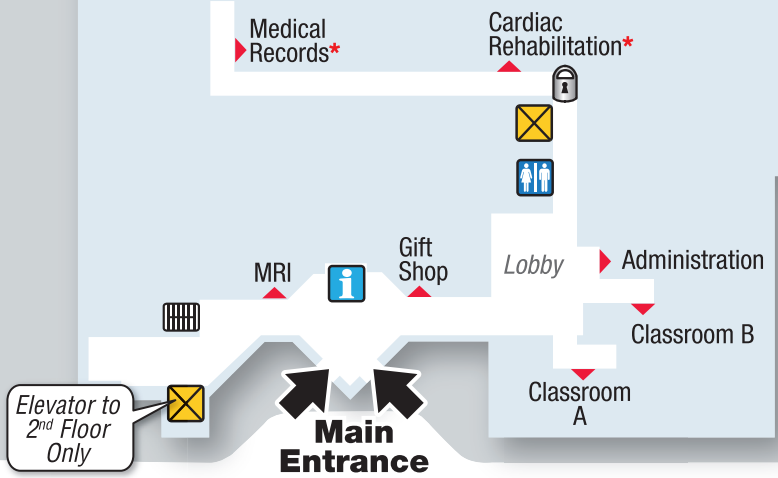 Medical
Records*
Cardiac
Rehabilitation*
Gift
Shop
MRI
i
Lobby
Administration
Classroom B
Classroom
A
Elevator to
2nd Floor
Only
Main
Entrance